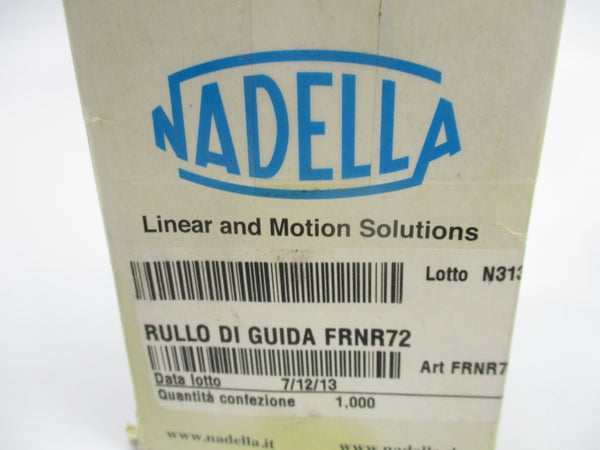 NADELLA
Linear and Motion Solutions
Lotto N313
RULLO DI GUIDA FRNR72
Art FRNR7
Data lotto 7/12/13
Quantità confezione 1,000
www.nadella.it